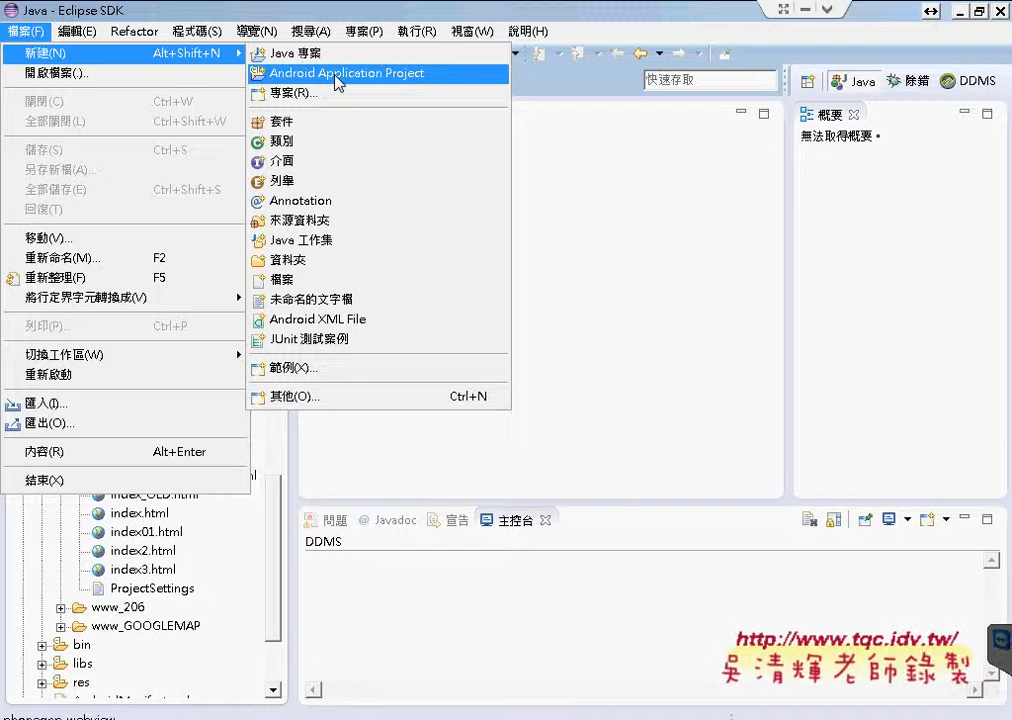 Java - Eclipse SDK
檔案(F) 編輯(E) Refactor 程式碼(S) 導覽(N) 搜尋(A) 專案(P) 執行(R) 視窗(W) 說明(H)
新建(N) Alt+Shift+N
開啟檔案(.)..
關閉(C) Ctrl+W
全部關閉(L) Ctrl+Shift+W
儲存(S) Ctrl+S
另存新檔(A)...
全部儲存(E) Ctrl+Shift+S
回復(T)
移動(V)...
重新命名(M)... F2
重新整理(F) F5
將行定界字元轉換成(V)
列印(P)... Ctrl+P
切換工作區(W)
重新啟動
匯入(I)...
匯出(O)...
內容(R) Alt+Enter
結束(X)
Java 專案
Android Application Project
專案(R)...
套件
類別
介面
列舉
Annotation
來源資料夾
Java 工作集
資料夾
檔案
未命名的文字檔
Android XML File
JUnit 測試案例
範例(X)...
其他(O)... Ctrl+N
快速存取
Java 除錯 DDMS
概要
無法取得概要。
index_OLD.html
index.html
index01.html
index2.html
index3.html
ProjectSettings
www_206
www_GOOGLEMAP
bin
libs
res
問題 @ Javadoc 宣告 主控台
DDMS
http://www.tqc.idv.tw/
吳清輝老師錄製